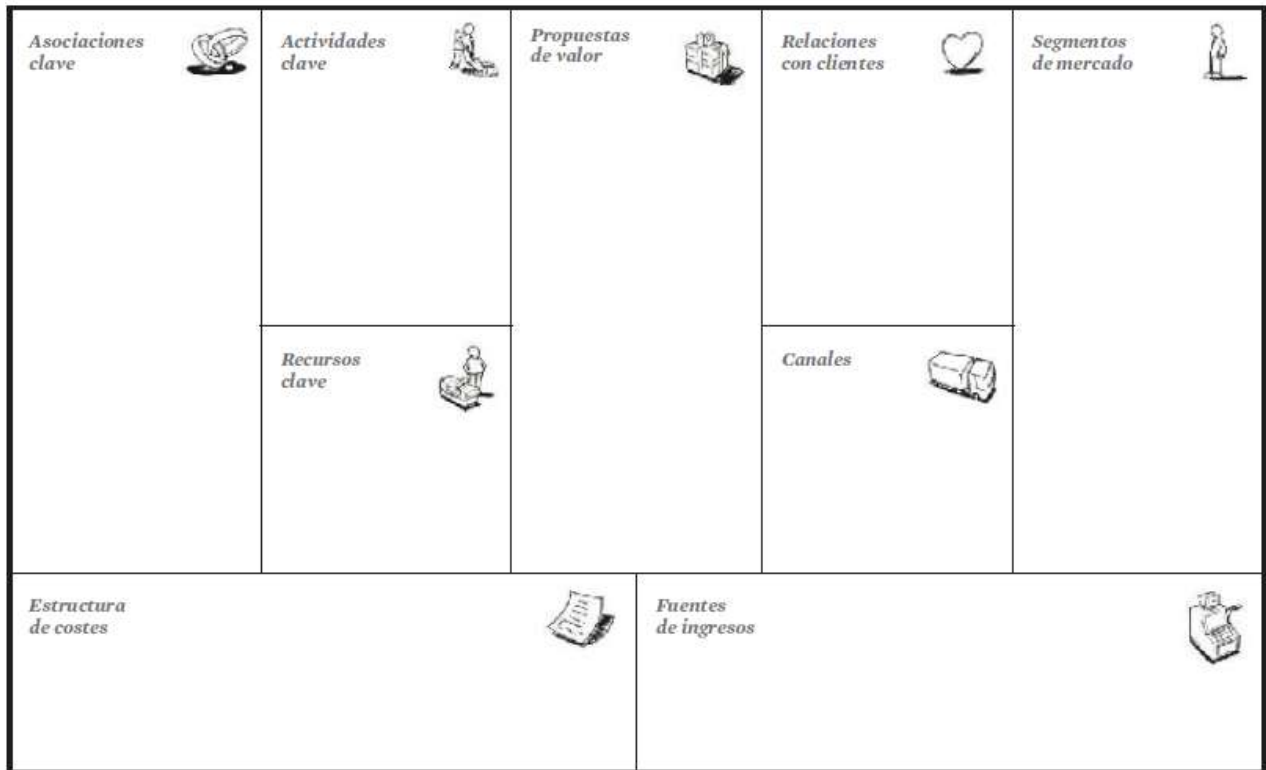 Asociaciones
clave
Actividades
clave
Propuestas
de valor
Relaciones
con clientes
Segmentos
de mercado
Recursos
clave
Canales
Estructura
de costes
Fuentes
de ingresos